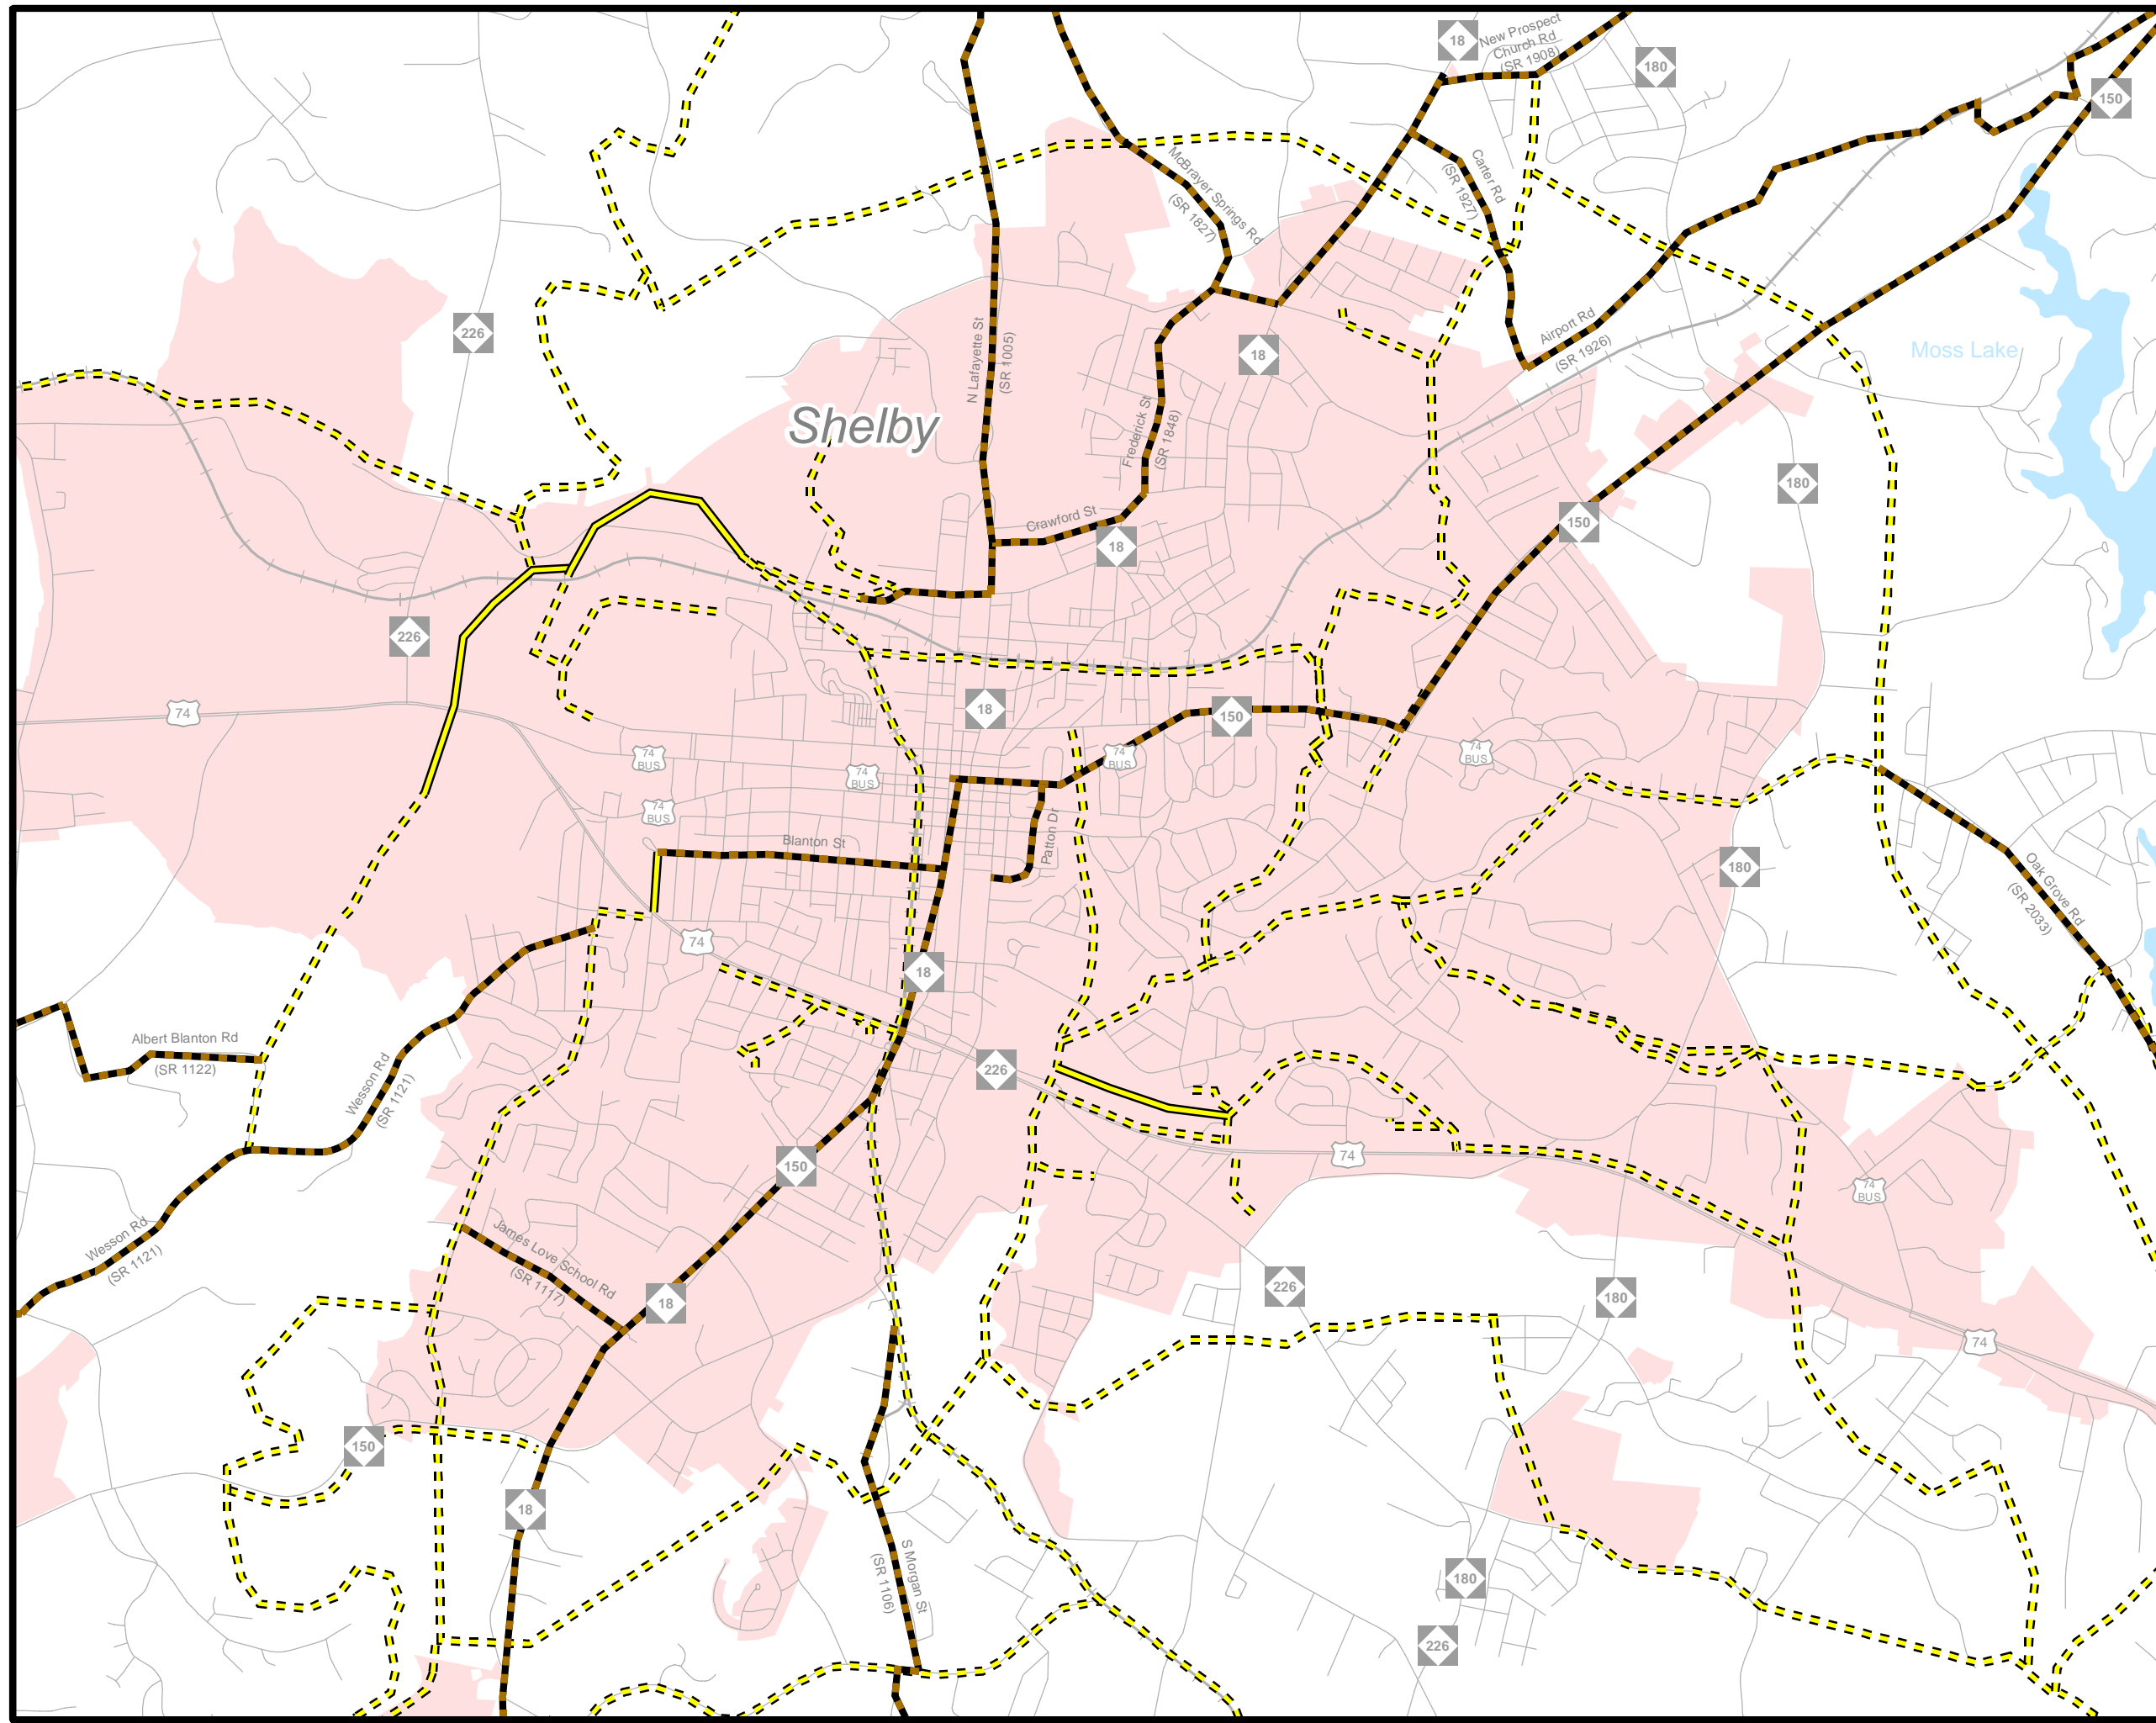 18
New Prospect
Church Rd
(SR 1908)
180
150
McBrayer Springs Rd
(SR 1827)
Carter Rd
(SR 1927)
226
N Lafayette St
(SR 1005)
18
Airport Rd
(SR 1926)
Moss Lake
Shelby
Frederick St
(SR 1848)
180
Crawford St
18
150
226
74
18
150
74
BUS
74
BUS
74
BUS
74
BUS
74
BUS
Blanton St
Patton Dr
180
Oak Grove Rd
(SR 2033)
74
18
Albert Blanton Rd
(SR 1122)
Wesson Rd
(SR 1121)
226
150
74
74
BUS
Wesson Rd
(SR 1121)
James Love School Rd
(SR 1117)
18
226
180
74
150
18
S Morgan St
(SR 1106)
180
226